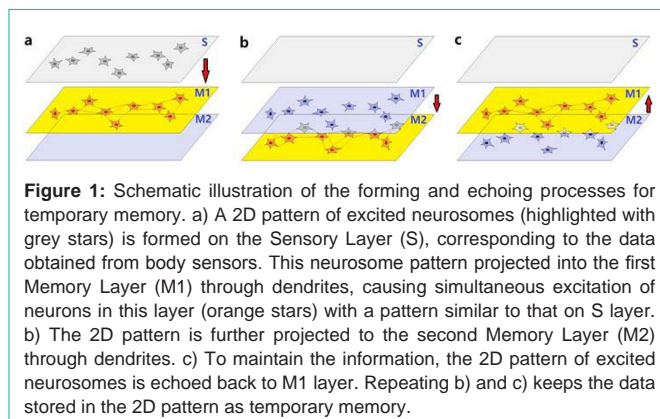 a
S
M1
M2
b
S
M1
M2
c
S
M1
M2
Figure 1: Schematic illustration of the forming and echoing processes for
temporary memory. a) A 2D pattern of excited neurosomes (highlighted with
grey stars) is formed on the Sensory Layer (S), corresponding to the data
obtained from body sensors. This neurosome pattern projected into the first
Memory Layer (M1) through dendrites, causing simultaneous excitation of
neurons in this layer (orange stars) with a pattern similar to that on S layer.
b) The 2D pattern is further projected to the second Memory Layer (M2)
through dendrites. c) To maintain the information, the 2D pattern of excited
neurosomes is echoed back to M1 layer. Repeating b) and c) keeps the data
stored in the 2D pattern as temporary memory.